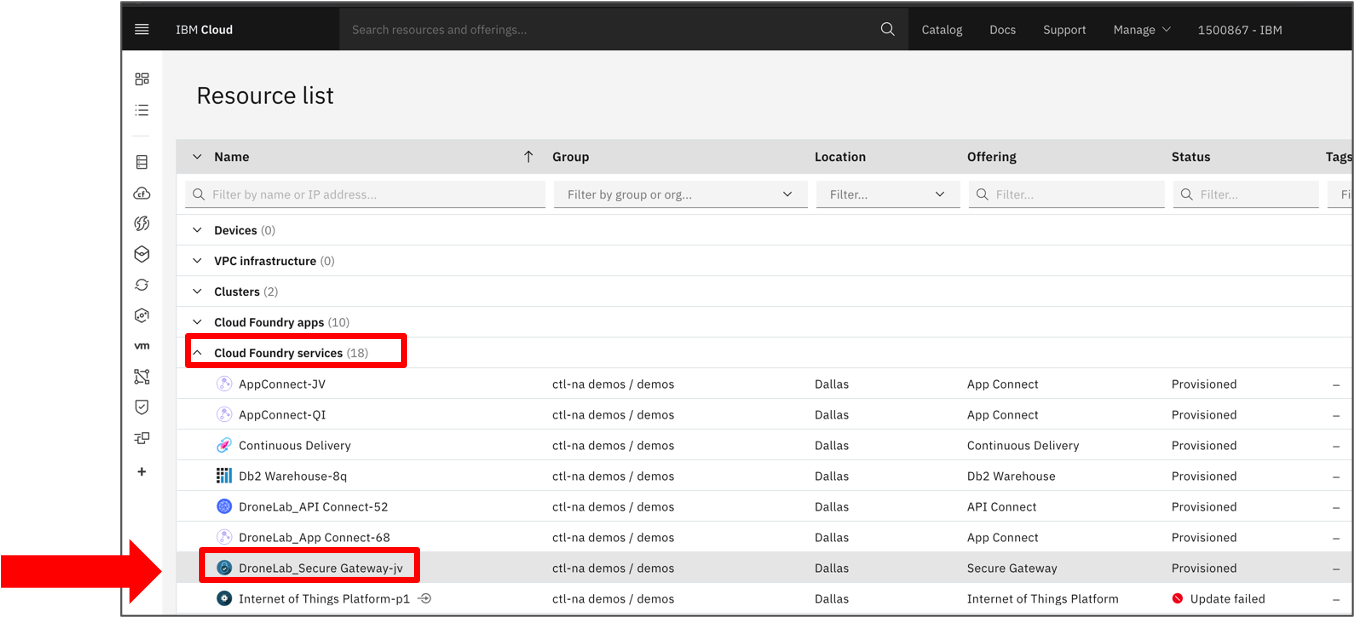 IBM Cloud Search resources and offerings... Catalog Docs Support Manage 1500867 - IBM
Resource list
Name Group Location Offering Status Tags
Filter by name or IP address... Filter by group or org... Filter... Filter... Filter... Fi
Devices (0)
VPC infrastructure (0)
Clusters (2)
Cloud Foundry apps (10)
Cloud Foundry services (18)
AppConnect-JV ctl-na demos / demos Dallas App Connect Provisioned –
AppConnect-QI ctl-na demos / demos Dallas App Connect Provisioned –
Continuous Delivery ctl-na demos / demos Dallas Continuous Delivery Provisioned –
vm
Db2 Warehouse-8q ctl-na demos / demos Dallas Db2 Warehouse Provisioned –
DroneLab_API Connect-52 ctl-na demos / demos Dallas API Connect Provisioned –
DroneLab_App Connect-68 ctl-na demos / demos Dallas App Connect Provisioned –
DroneLab_Secure Gateway-jv ctl-na demos / demos Dallas Secure Gateway Provisioned –
Internet of Things Platform-p1 ctl-na demos / demos Dallas Internet of Things Platform Update failed –